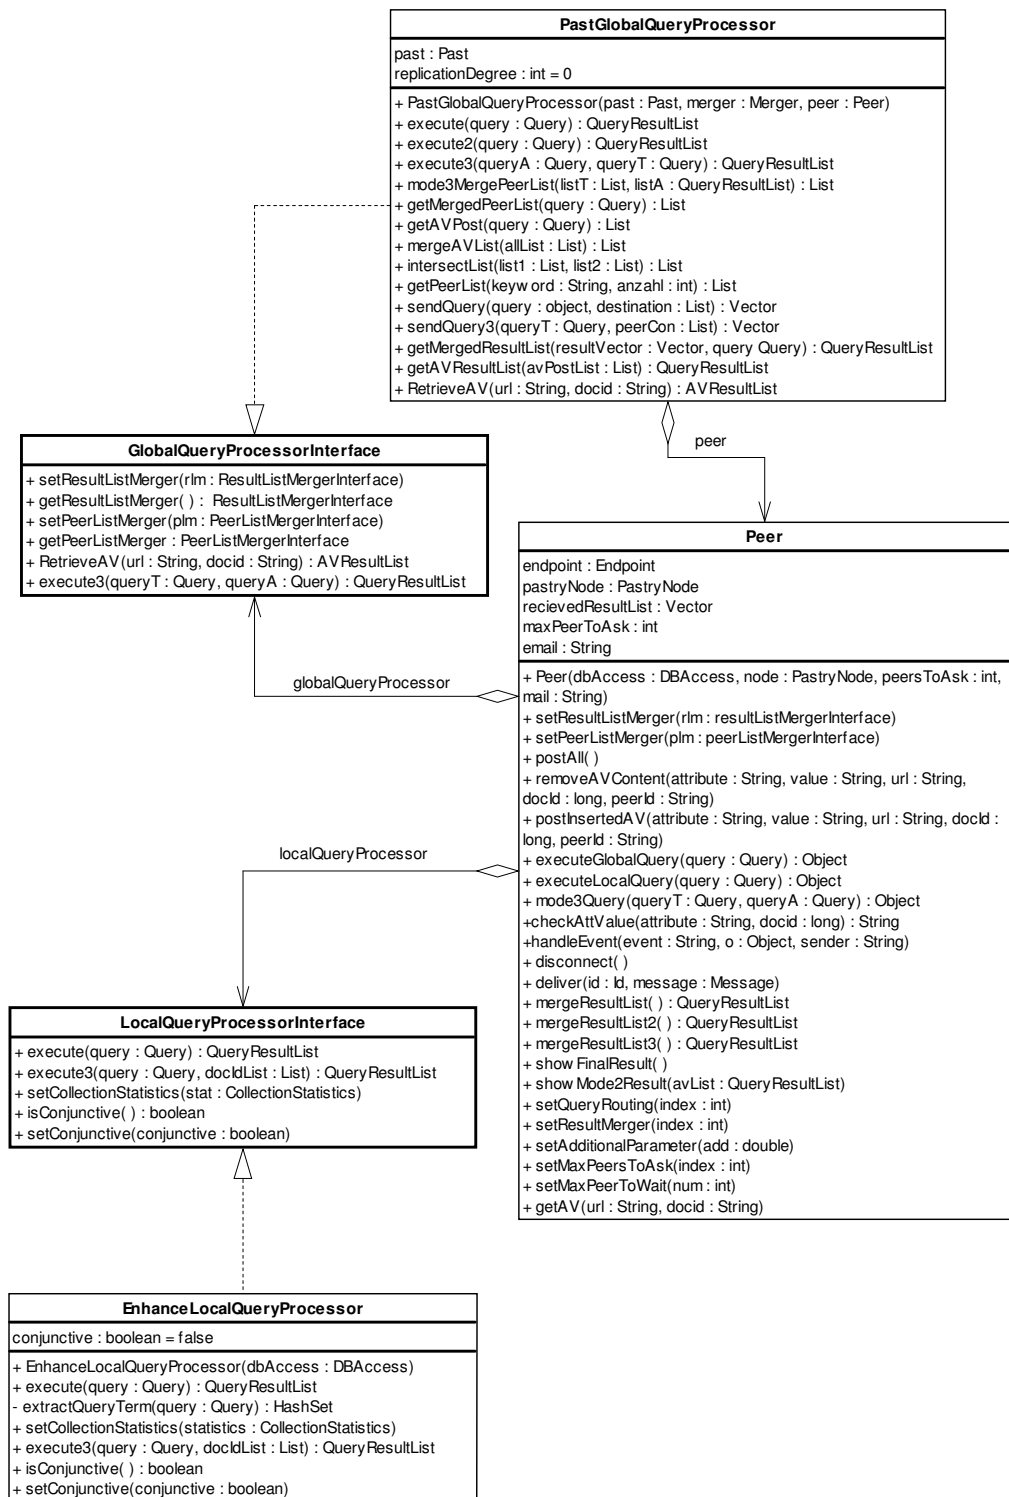 PastGlobalQueryProcessor
past : Past
replicationDegree : int = 0
+ PastGlobalQueryProcessor(past : Past, merger : Merger, peer : Peer)
+ execute(query : Query) : QueryResultList
+ execute2(query : Query) : QueryResultList
+ execute3(queryA : Query, queryT : Query) : QueryResultList
+ mode3MergePeerList(listT : List, listA : QueryResultList) : List
+ getMergedPeerList(query : Query) : List
+ getAVPost(query : Query) : List
+ mergeAVList(allList : List) : List
+ intersectList(list1 : List, list2 : List) : List
+ getPeerList(keyword : String, anzahl : int) : List
+ sendQuery(query : object, destination : List) : Vector
+ sendQuery3(queryT : Query, peerCon : List) : Vector
+ getMergedResultList(resultVector : Vector, query Query) : QueryResultList
+ getAVResultList(avPostList : List) : QueryResultList
+ RetrieveAV(url : String, docid : String) : AVResultList
peer
GlobalQueryProcessorInterface
+ setResultListMerger(rlm : ResultListMergerInterface)
+ getResultListMerger( ) : ResultListMergerInterface
+ setPeerListMerger(plm : PeerListMergerInterface)
+ getPeerListMerger : PeerListMergerInterface
+ RetrieveAV(url : String, docid : String) : AVResultList
+ execute3(queryT : Query, queryA : Query) : QueryResultList
globalQueryProcessor
Peer
endpoint : Endpoint
pastryNode : PastryNode
recievedResultList : Vector
maxPeerToAsk : int
email : String
+ Peer(dbAccess : DBAccess, node : PastryNode, peersToAsk : int,
mail : String)
+ setResultListMerger(rlm : resultListMergerInterface)
+ setPeerListMerger(plm : peerListMergerInterface)
+ postAll( )
+ removeAVContent(attribute : String, value : String, url : String,
docId : long, peerId : String)
+ postInsertedAV(attribute : String, value : String, url : String, docId :
long, peerId : String)
+ executeGlobalQuery(query : Query) : Object
+ executeLocalQuery(query : Query) : Object
+ mode3Query(queryT : Query, queryA : Query) : Object
+checkAttValue(attribute : String, docid : long) : String
+handleEvent(event : String, o : Object, sender : String)
+ disconnect( )
+ deliver(id : Id, message : Message)
+ mergeResultList( ) : QueryResultList
+ mergeResultList2( ) : QueryResultList
+ mergeResultList3( ) : QueryResultList
+ showFinalResult( )
+ showMode2Result(avList : QueryResultList)
+ setQueryRouting(index : int)
+ setResultMerger(index : int)
+ setAdditionalParameter(add : double)
+ setMaxPeersToAsk(index : int)
+ setMaxPeerToWait(num : int)
+ getAV(url : String, docid : String)
localQueryProcessor
LocalQueryProcessorInterface
+ execute(query : Query) : QueryResultList
+ execute3(query : Query, docIdList : List) : QueryResultList
+ setCollectionStatistics(stat : CollectionStatistics)
+ isConjunctive( ) : boolean
+ setConjunctive(conjunctive : boolean)
EnhanceLocalQueryProcessor
conjunctive : boolean = false
+ EnhanceLocalQueryProcessor(dbAccess : DBAccess)
+ execute(query : Query) : QueryResultList
- extractQueryTerm(query : Query) : HashSet
+ setCollectionStatistics(statistics : CollectionStatistics)
+ execute3(query : Query, docIdList : List) : QueryResultList
+ isConjunctive( ) : boolean
+ setConjunctive(conjunctive : boolean)